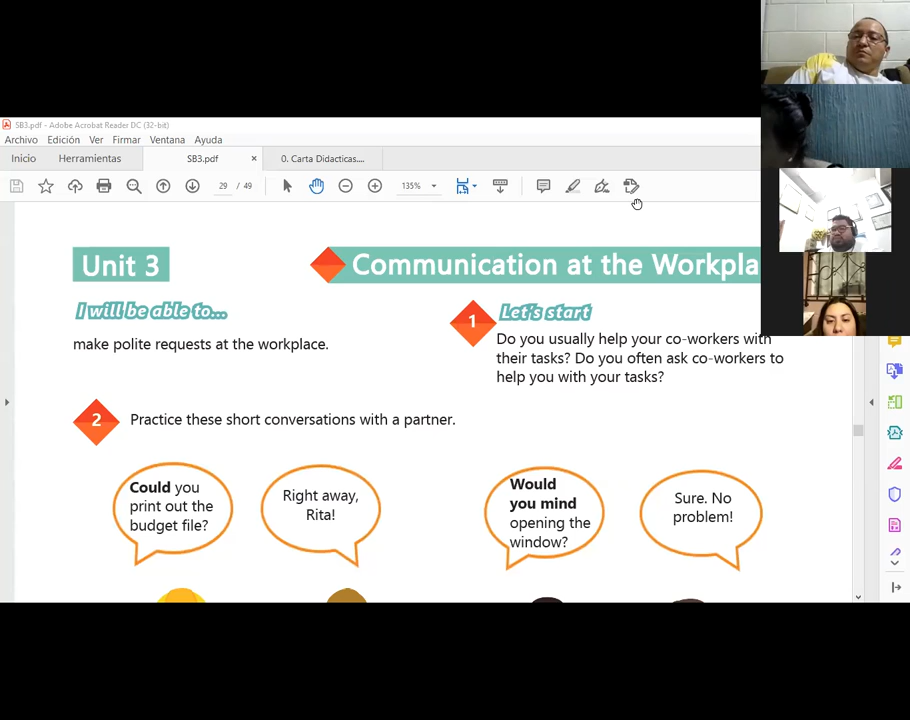 SB3.pdf - Adobe Acrobat Reader DC (32-bit)
Archivo Edición Ver Firmar Ventana Ayuda
Inicio Herramientas SB3.pdf × 0. Carta Didacticas....
29 / 49 135%
Unit 3
Communication at the Workpla
I will be able to...
make polite requests at the workplace.
1
Let's start
Do you usually help your co-workers with
their tasks? Do you often ask co-workers to
help you with your tasks?
2
Practice these short conversations with a partner.
Could you
print out the
budget file?
Right away,
Rita!
Would
you mind
opening the
window?
Sure. No
problem!